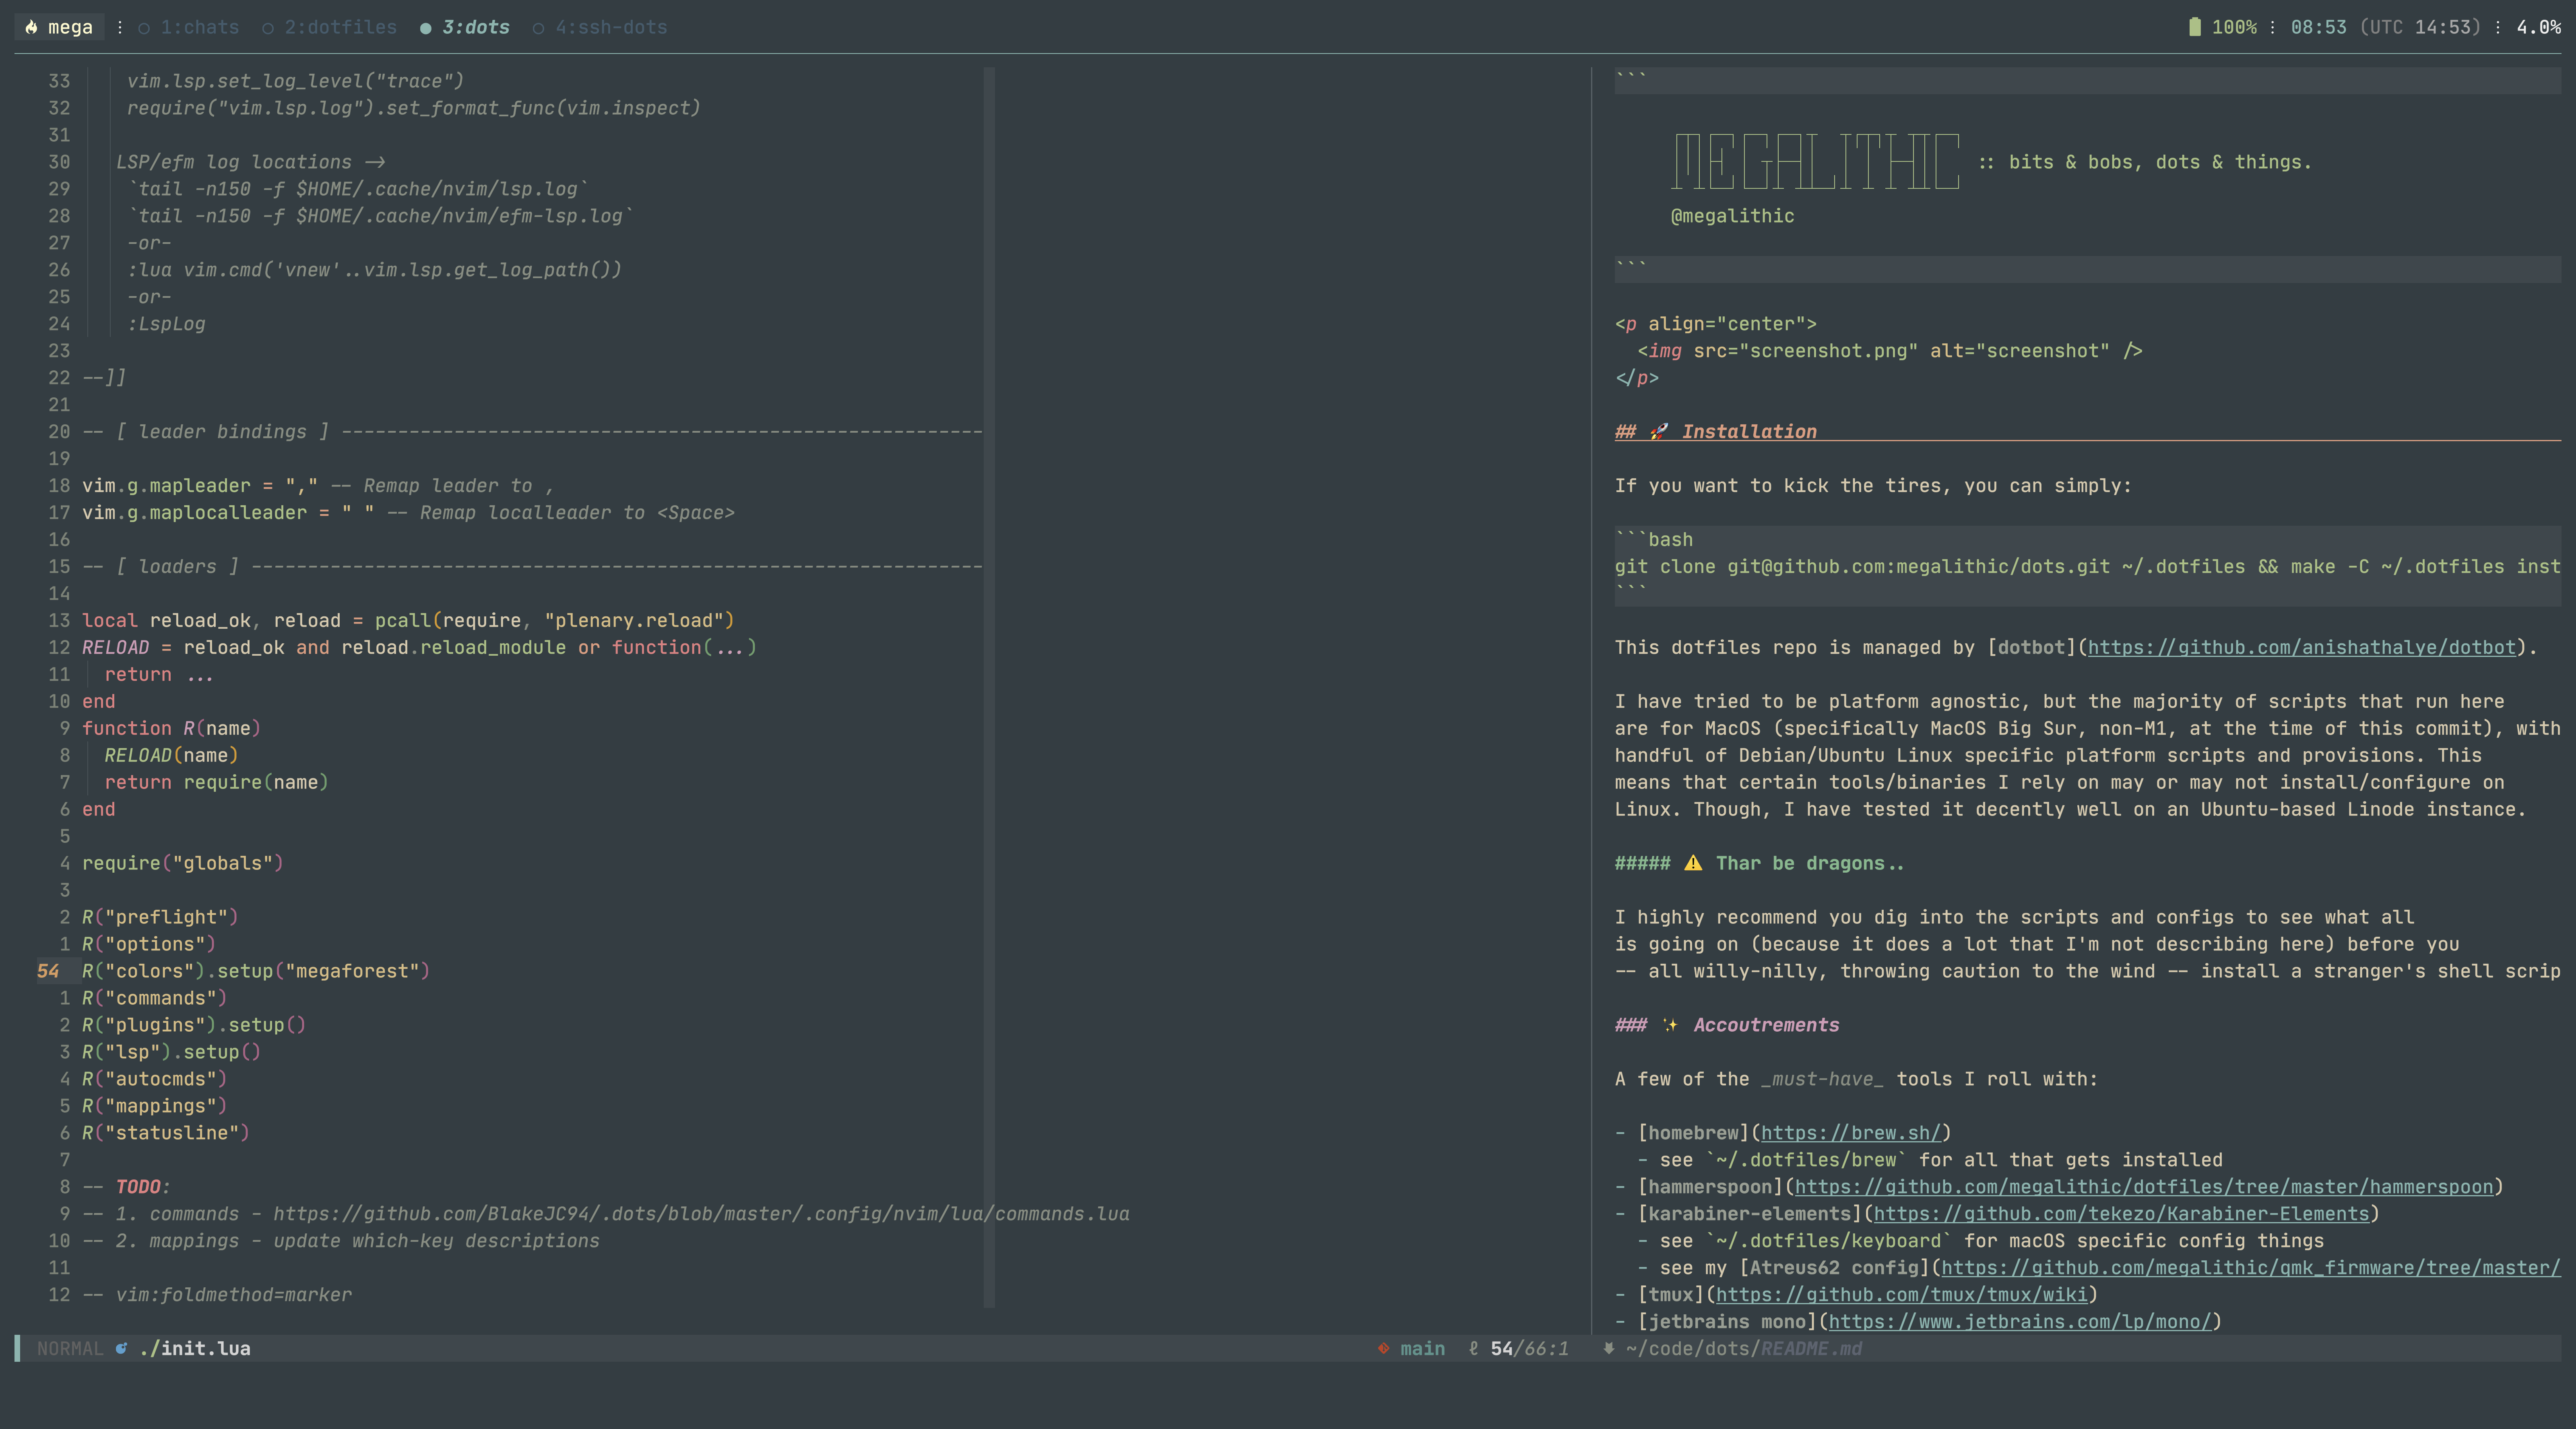 mega ⋮ ○ 1:chats ○ 2:dotfiles ● 3:dots ○ 4:ssh-dots
100% ⋮ 08:53 (UTC 14:53) ⋮ 4.0%
33 vim.lsp.set_log_level("trace")
32 require("vim.lsp.log").set_format_func(vim.inspect)
31
30 LSP/efm log locations ->
29 `tail -n150 -f $HOME/.cache/nvim/lsp.log`
28 `tail -n150 -f $HOME/.cache/nvim/efm-lsp.log`
27 -or-
26 :lua vim.cmd('vnew'..vim.lsp.get_log_path())
25 -or-
24 :LspLog
23
22 --]]
21
20 -- [ leader bindings ] ---------------------------------------------------------
19
18 vim.g.mapleader = "," -- Remap leader to ,
17 vim.g.maplocalleader = " " -- Remap localleader to <Space>
16
15 -- [ loaders ] -----------------------------------------------------------------
14
13 local reload_ok, reload = pcall(require, "plenary.reload")
12 RELOAD = reload_ok and reload.reload_module or function(...)
11 return ...
10 end
9 function R(name)
8 RELOAD(name)
7 return require(name)
6 end
5
4 require("globals")
3
2 R("preflight")
1 R("options")
54 R("colors").setup("megaforest")
1 R("commands")
2 R("plugins").setup()
3 R("lsp").setup()
4 R("autocmds")
5 R("mappings")
6 R("statusline")
7
8 -- TODO:
9 -- 1. commands - https://github.com/BlakeJC94/.dots/blob/master/.config/nvim/lua/commands.lua
10 -- 2. mappings - update which-key descriptions
11
12 -- vim:foldmethod=marker
```
MEGALITHIC :: bits & bobs, dots & things.
@megalithic
```
<p align="center">
<img src="screenshot.png" alt="screenshot" />
</p>
## 🚀 Installation
If you want to kick the tires, you can simply:
```bash
git clone git@github.com:megalithic/dots.git ~/.dotfiles && make -C ~/.dotfiles inst
```
This dotfiles repo is managed by [dotbot](https://github.com/anishathalye/dotbot).
I have tried to be platform agnostic, but the majority of scripts that run here
are for MacOS (specifically MacOS Big Sur, non-M1, at the time of this commit), with
handful of Debian/Ubuntu Linux specific platform scripts and provisions. This
means that certain tools/binaries I rely on may or may not install/configure on
Linux. Though, I have tested it decently well on an Ubuntu-based Linode instance.
##### ⚠️ Thar be dragons..
I highly recommend you dig into the scripts and configs to see what all
is going on (because it does a lot that I'm not describing here) before you
-- all willy-nilly, throwing caution to the wind -- install a stranger's shell scrip
### ✨ Accoutrements
A few of the _must-have_ tools I roll with:
- [homebrew](https://brew.sh/)
- see `~/.dotfiles/brew` for all that gets installed
- [hammerspoon](https://github.com/megalithic/dotfiles/tree/master/hammerspoon)
- [karabiner-elements](https://github.com/tekezo/Karabiner-Elements)
- see `~/.dotfiles/keyboard` for macOS specific config things
- see my [Atreus62 config](https://github.com/megalithic/qmk_firmware/tree/master/
- [tmux](https://github.com/tmux/tmux/wiki)
- [jetbrains mono](https://www.jetbrains.com/lp/mono/)
NORMAL ./init.lua main ℓ 54/66:1 ~/code/dots/README.md